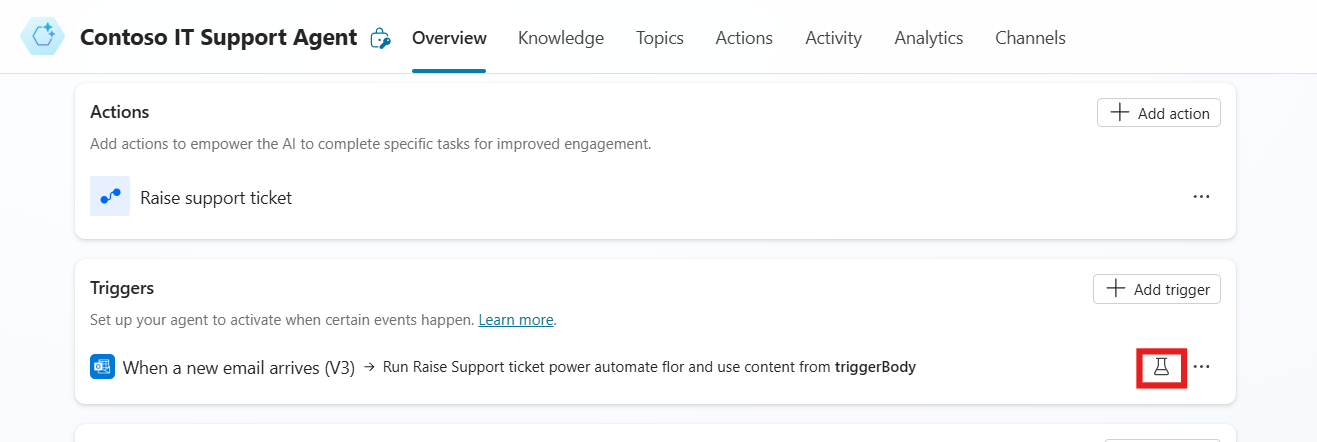 Contoso IT Support Agent Overview Knowledge Topics Actions Activity Analytics Channels
Actions
Add action
Add actions to empower the AI to complete specific tasks for improved engagement.
Raise support ticket
Triggers
Add trigger
Set up your agent to activate when certain events happen. Learn more.
When a new email arrives (V3) → Run Raise Support ticket power automate flor and use content from triggerBody